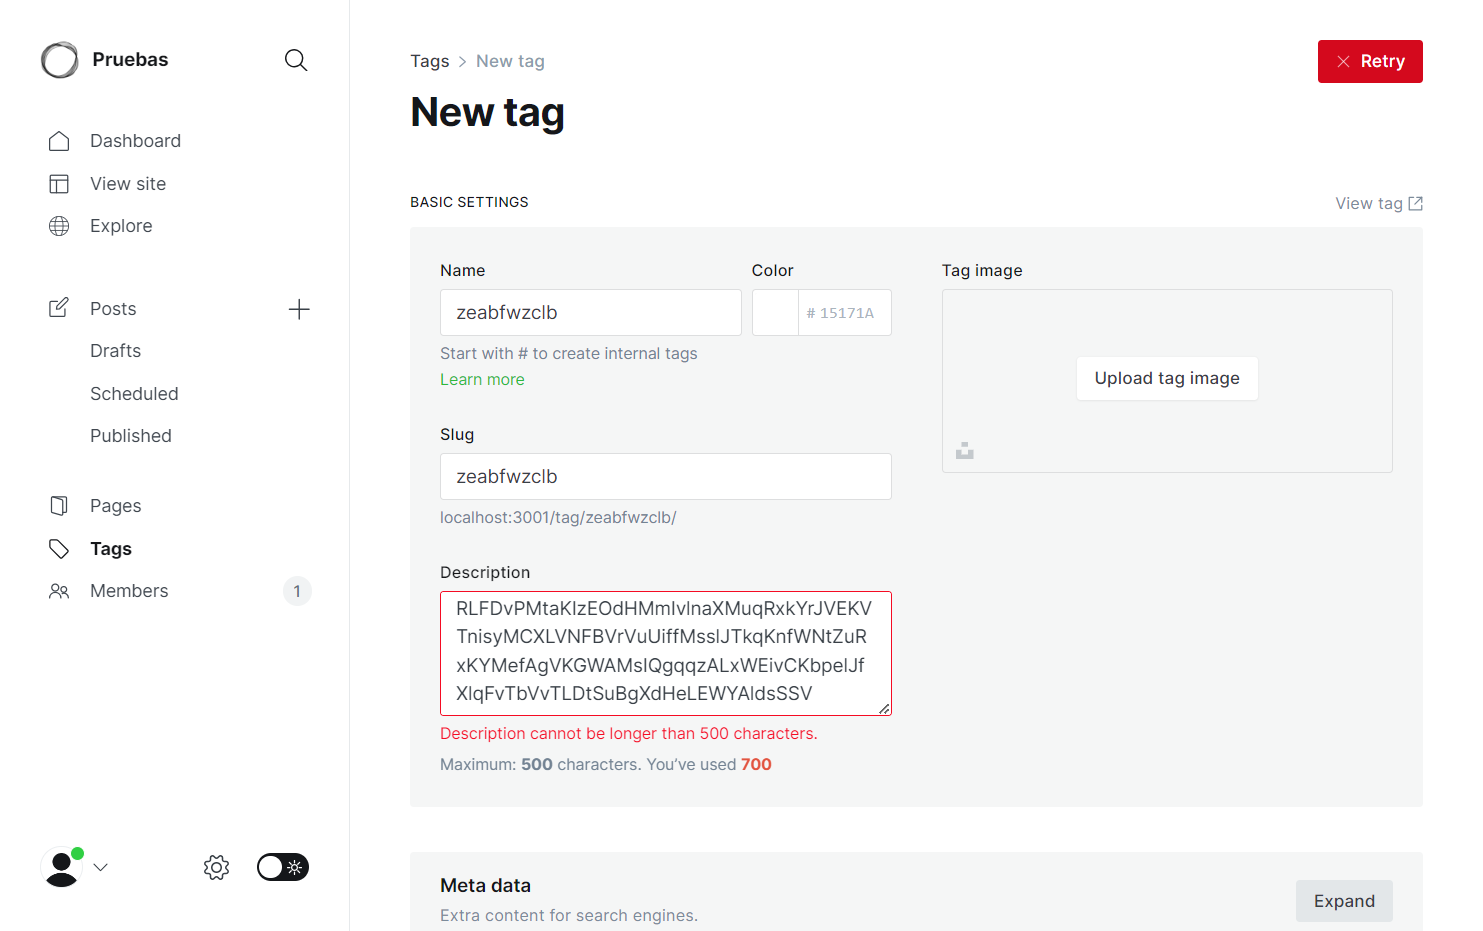 Pruebas
Dashboard
View site
Explore
Posts
Drafts
Scheduled
Published
Pages
Tags
Members 1
Tags > New tag
Retry
New tag
BASIC SETTINGS
View tag
Name
zeabfwzclb
Start with # to create internal tags
Learn more
Color
# 15171A
Slug
zeabfwzclb
localhost:3001/tag/zeabfwzclb/
Description
RLFDvPMtaKIzEOdHMmIvInaXMuqRxkYrJVEKV
TnisyMCXLVNFBVrVuUiffMssIJTkqKnfWNtZuR
xKYMefAgVKGWAMsIQgqqzALxWEivCKbpelJf
XlqFvTbVvTLDtSuBgXdHeLEWYAldsSSV
Description cannot be longer than 500 characters.
Maximum: 500 characters. You’ve used 700
Tag image
Upload tag image
Meta data
Extra content for search engines.
Expand